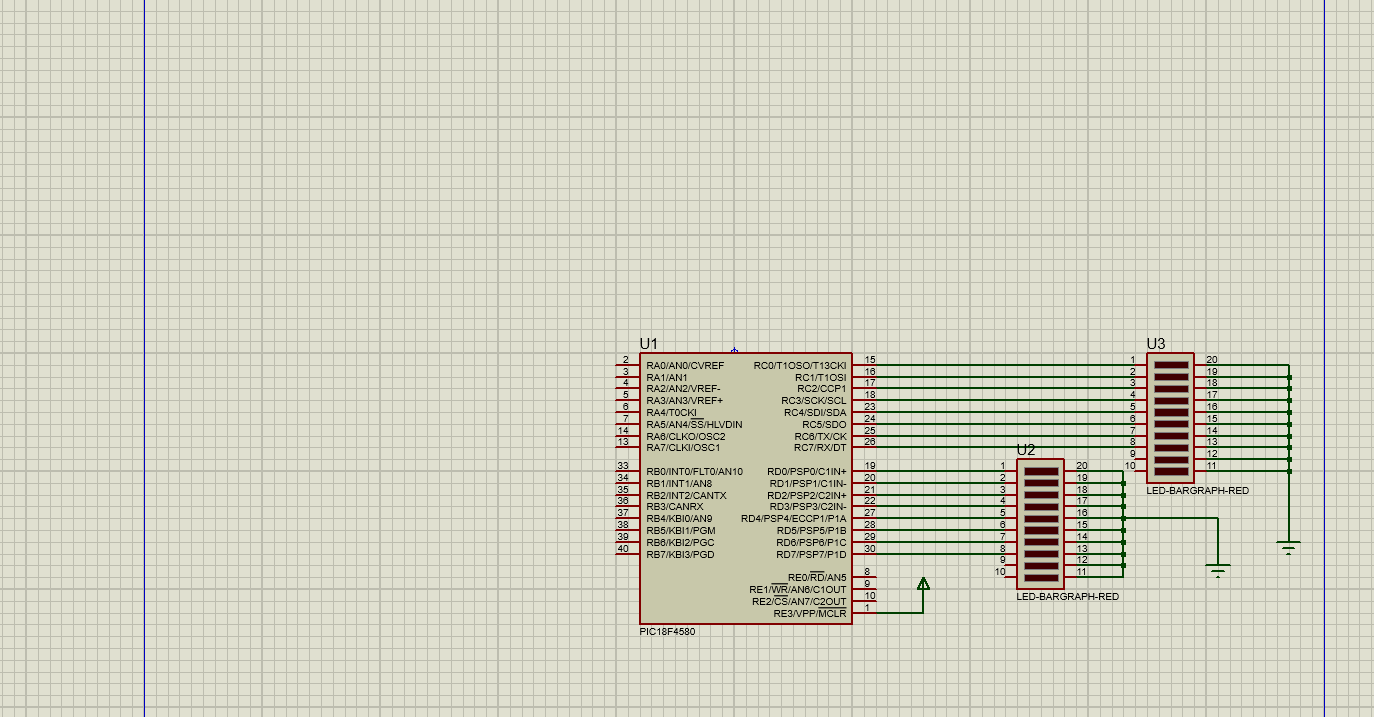 U1
2 RA0/AN0/CVREF RC0/T1OSO/T13CKI 15
3 RA1/AN1 RC1/T1OSI 16
4 RA2/AN2/VREF- RC2/CCP1 17
5 RA3/AN3/VREF+ RC3/SCK/SCL 18
6 RA4/T0CKI RC4/SDI/SDA 23
7 RA5/AN4/SS/HLVDIN RC5/SDO 24
14 RA6/CLKO/OSC2 RC6/TX/CK 25
13 RA7/CLKI/OSC1 RC7/RX/DT 26
33 RB0/INT0/FLT0/AN10 RD0/PSP0/C1IN+ 19
34 RB1/INT1/AN8 RD1/PSP1/C1IN- 20
35 RB2/INT2/CANTX RD2/PSP2/C2IN+ 21
36 RB3/CANRX RD3/PSP3/C2IN- 22
37 RB4/KBI0/AN9 RD4/PSP4/ECCP1/P1A 27
38 RB5/KBI1/PGM RD5/PSP5/P1B 28
39 RB6/KBI2/PGC RD6/PSP6/P1C 29
40 RB7/KBI3/PGD RD7/PSP7/P1D 30
RE0/RD/AN5 8
RE1/WR/AN6/C1OUT 9
RE2/CS/AN7/C2OUT 10
RE3/VPP/MCLR 1
PIC18F4580
U2
1 20
2 19
3 18
4 17
5 16
6 15
7 14
8 13
9 12
10 11
LED-BARGRAPH-RED
U3
1 20
2 19
3 18
4 17
5 16
6 15
7 14
8 13
9 12
10 11
LED-BARGRAPH-RED